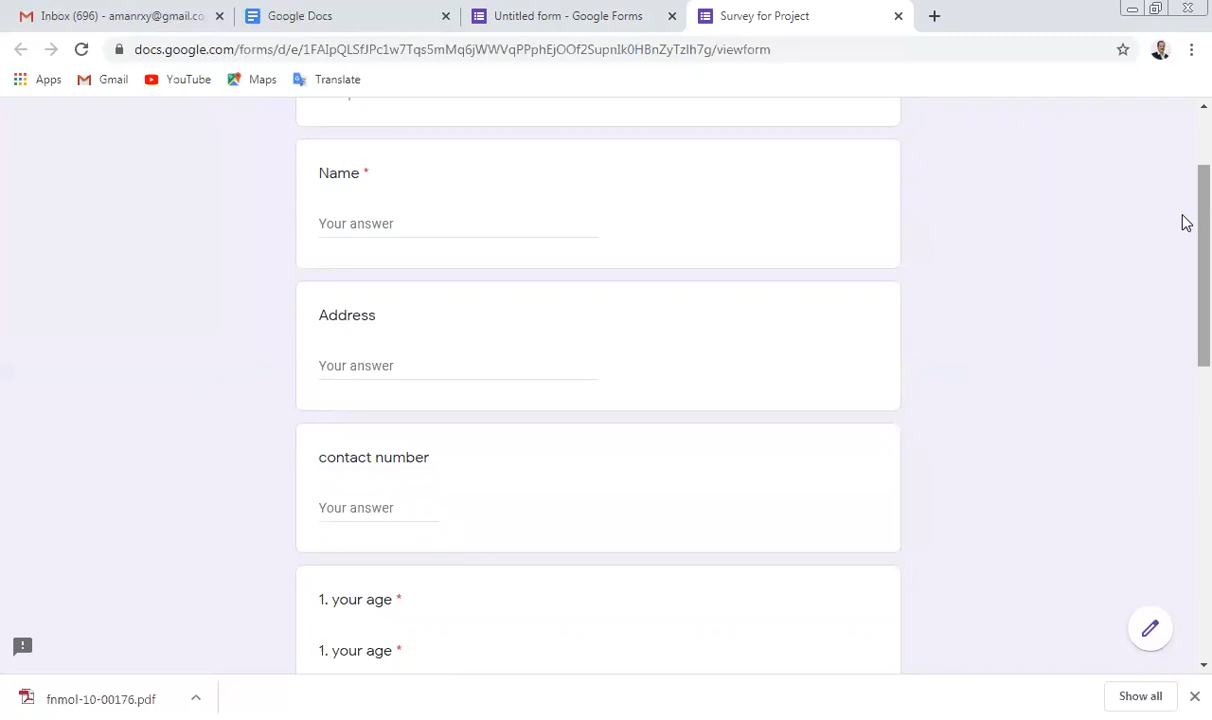 Inbox (696) - amanrxy@gmail.co
Google Docs
Untitled form - Google Forms
Survey for Project
docs.google.com/forms/d/e/1FAIpQLSfJPc1w7Tqs5mMq6jWWVqPPphEjOOf2SupnIk0HBnZyTzlh7g/viewform
Apps
Gmail
YouTube
Maps
Translate
Name *
Your answer
Address
Your answer
contact number
Your answer
1. your age *
1. your age *
fnmol-10-00176.pdf
Show all